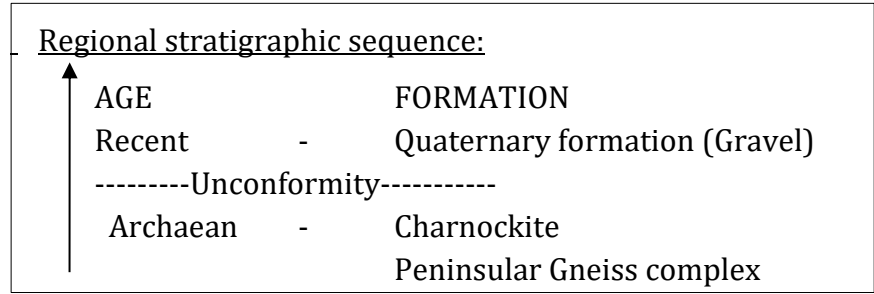 Regional stratigraphic sequence:
AGE FORMATION
Recent - Quaternary formation (Gravel)
---------Unconformity-----------
Archaean - Charnockite
Peninsular Gneiss complex